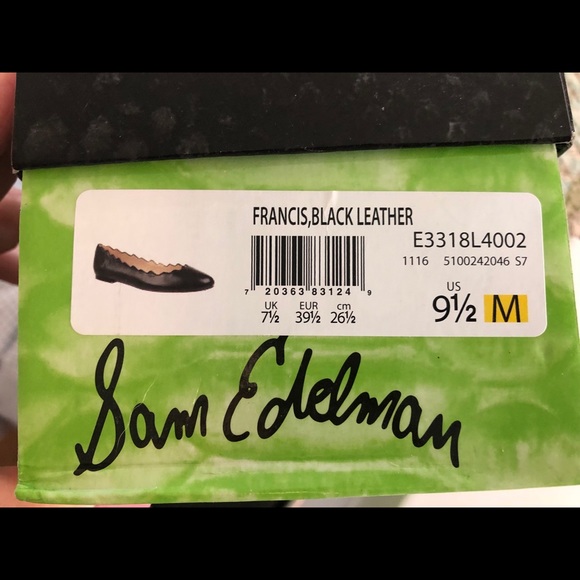 FRANCIS,BLACK LEATHER
E3318L4002
1116 5100242046 S7
7 20363 83124 9
UK EUR cm
7½ 39½ 26½
US
9½ M
Sam Edelman